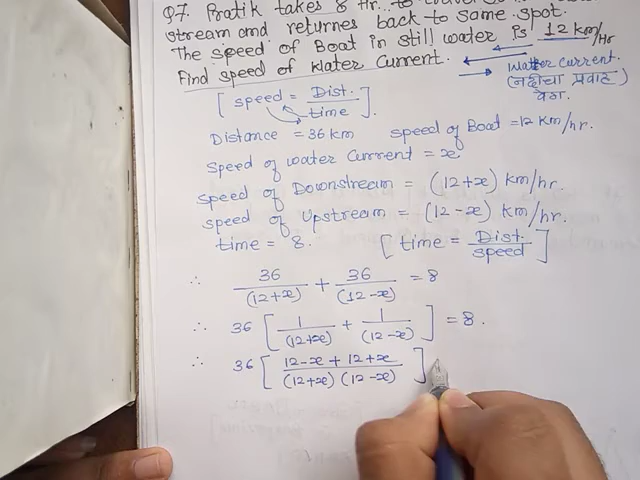 Q7. Pratik takes 8 Hr. to travel
stream and returnes back to same spot.
The speed of Boat in still water is 12 km/Hr
Find speed of Water Current.
Water current.
(नदीचा प्रवाह)
वेग.
[ speed = Dist. / time ].
Distance = 36 km speed of Boat = 12 km/hr.
Speed of water Current = x
speed of Downstream = (12+x) km/hr.
speed of Upstream = (12-x) km/hr.
time = 8. [ time = Dist. / speed ]
∴ 36/(12+x) + 36/(12-x) = 8
∴ 36 [ 1/(12+x) + 1/(12-x) ] = 8.
∴ 36 [ 12-x + 12+x / (12+x) (12-x) ]